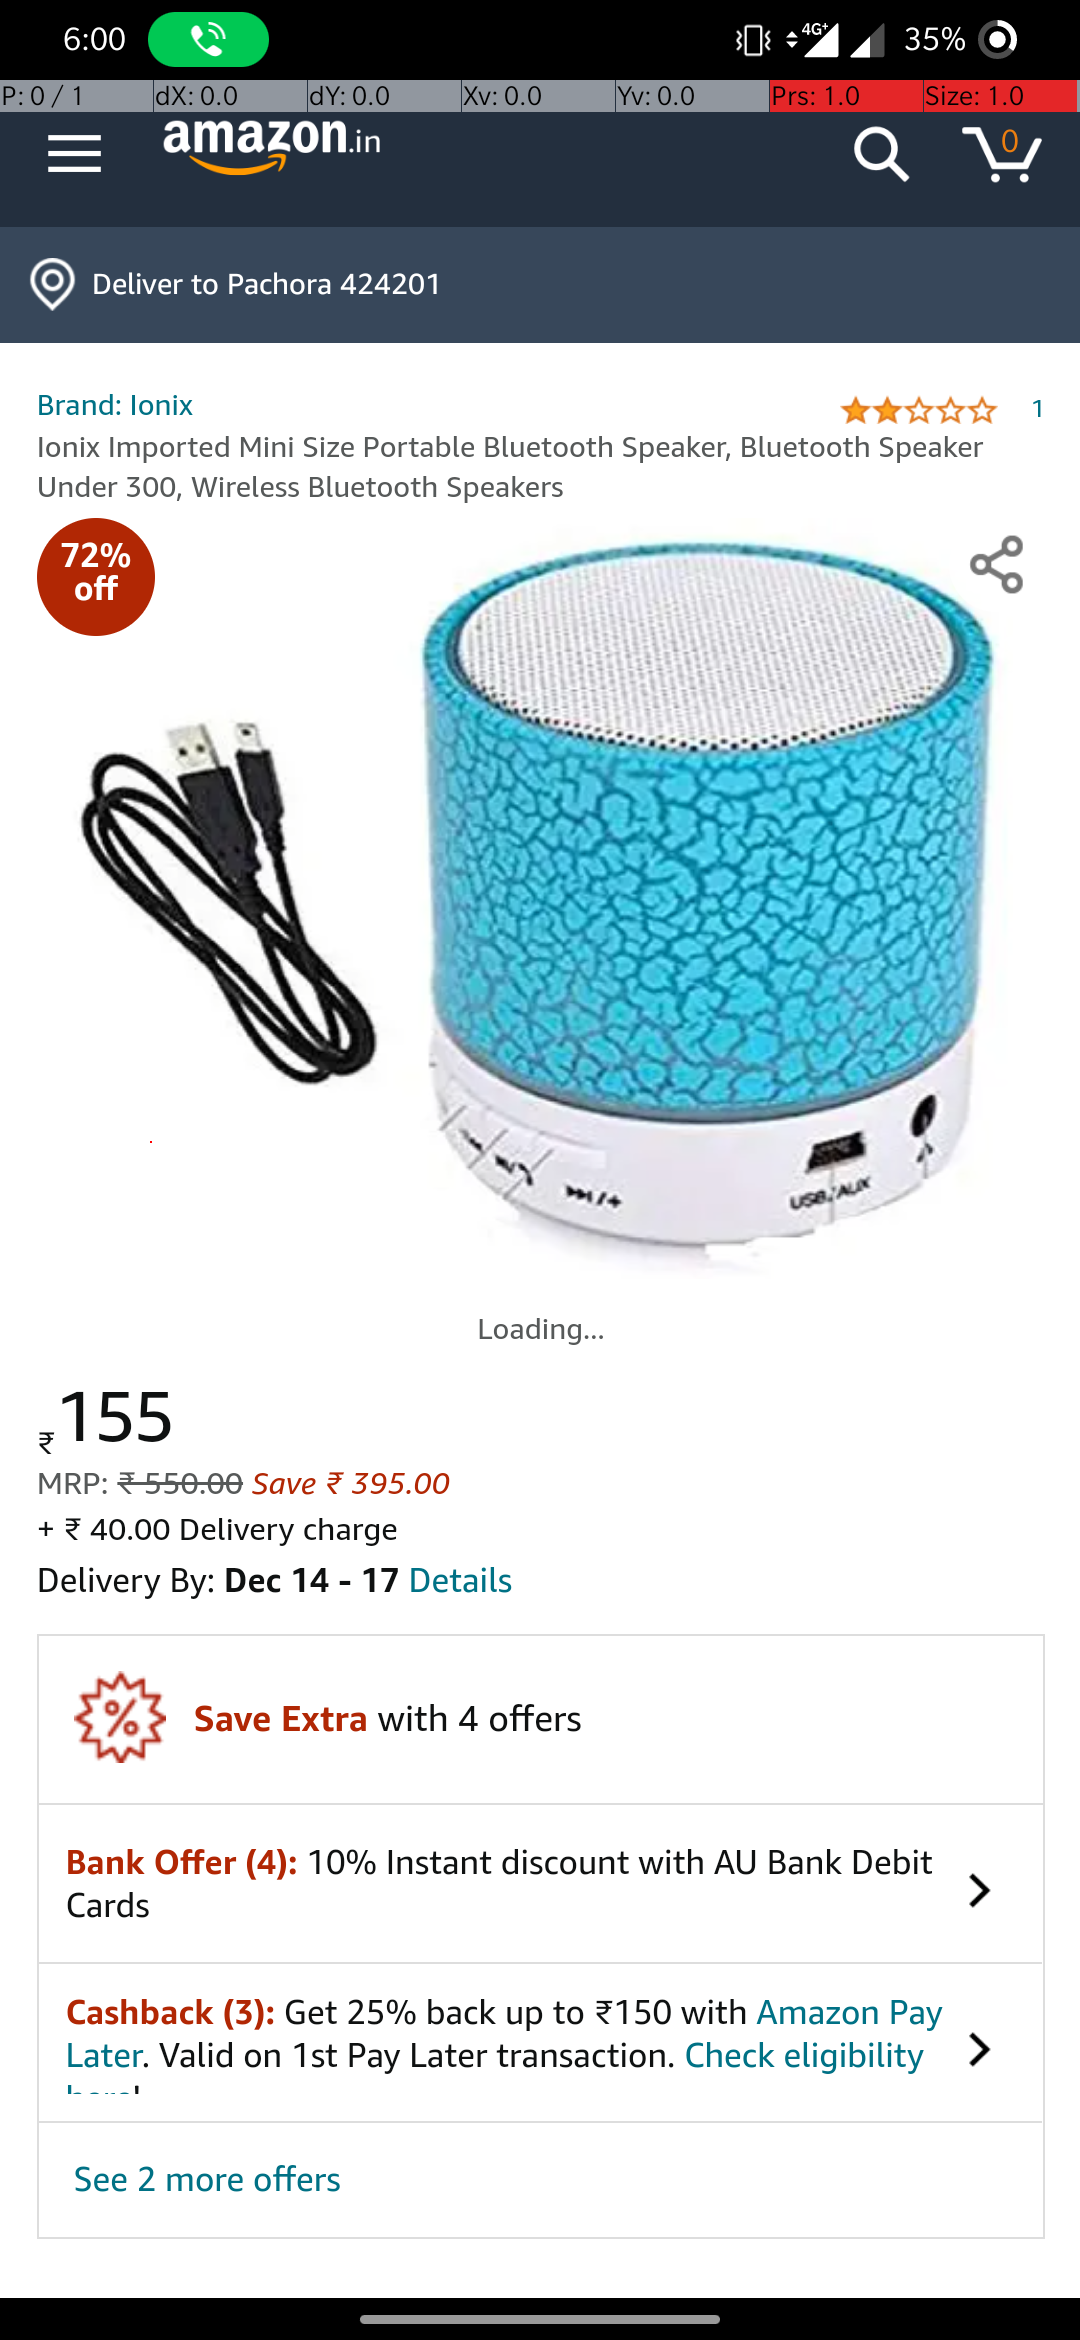 6:00
4G+ 35%
P: 0 / 1 dX: 0.0 dY: 0.0 Xv: 0.0 Yv: 0.0 Prs: 1.0 Size: 1.0
amazon.in 0
Deliver to Pachora 424201
Brand: Ionix 1
Ionix Imported Mini Size Portable Bluetooth Speaker, Bluetooth Speaker
Under 300, Wireless Bluetooth Speakers
72%
off
USB/AUX
Loading...
₹155
MRP: ₹ 550.00 Save ₹ 395.00
+ ₹ 40.00 Delivery charge
Delivery By: Dec 14 - 17 Details
Save Extra with 4 offers
Bank Offer (4): 10% Instant discount with AU Bank Debit
Cards
Cashback (3): Get 25% back up to ₹150 with Amazon Pay
Later. Valid on 1st Pay Later transaction. Check eligibility
See 2 more offers